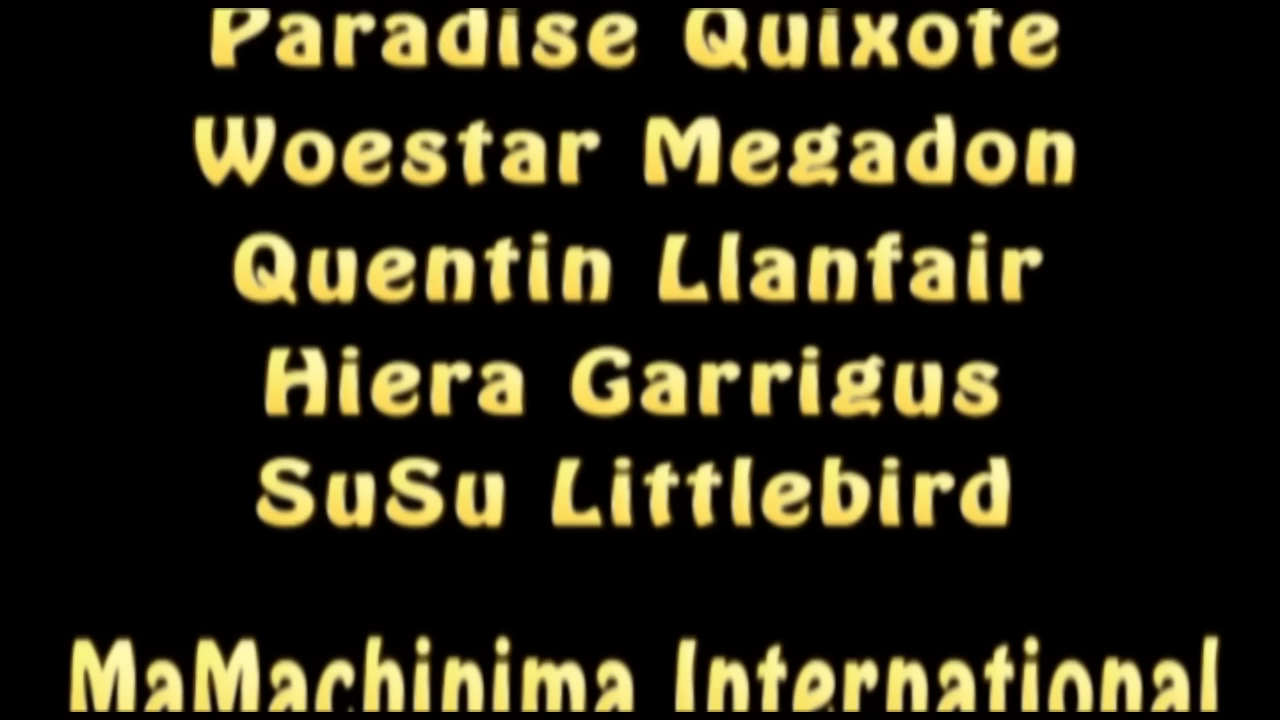 Paradise Quixote
Woestar Megadon
Quentin Llanfair
Hiera Garrigus
SuSu Littlebird
MaMachinima International